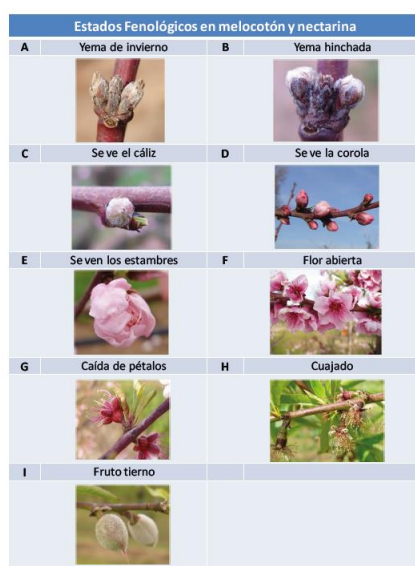 Estados Fenológicos en melocotón y nectarina
A Yema de invierno B Yema hinchada
C Se ve el cáliz D Se ve la corola
E Se ven los estambres F Flor abierta
G Caída de pétalos H Cuajado
I Fruto tierno